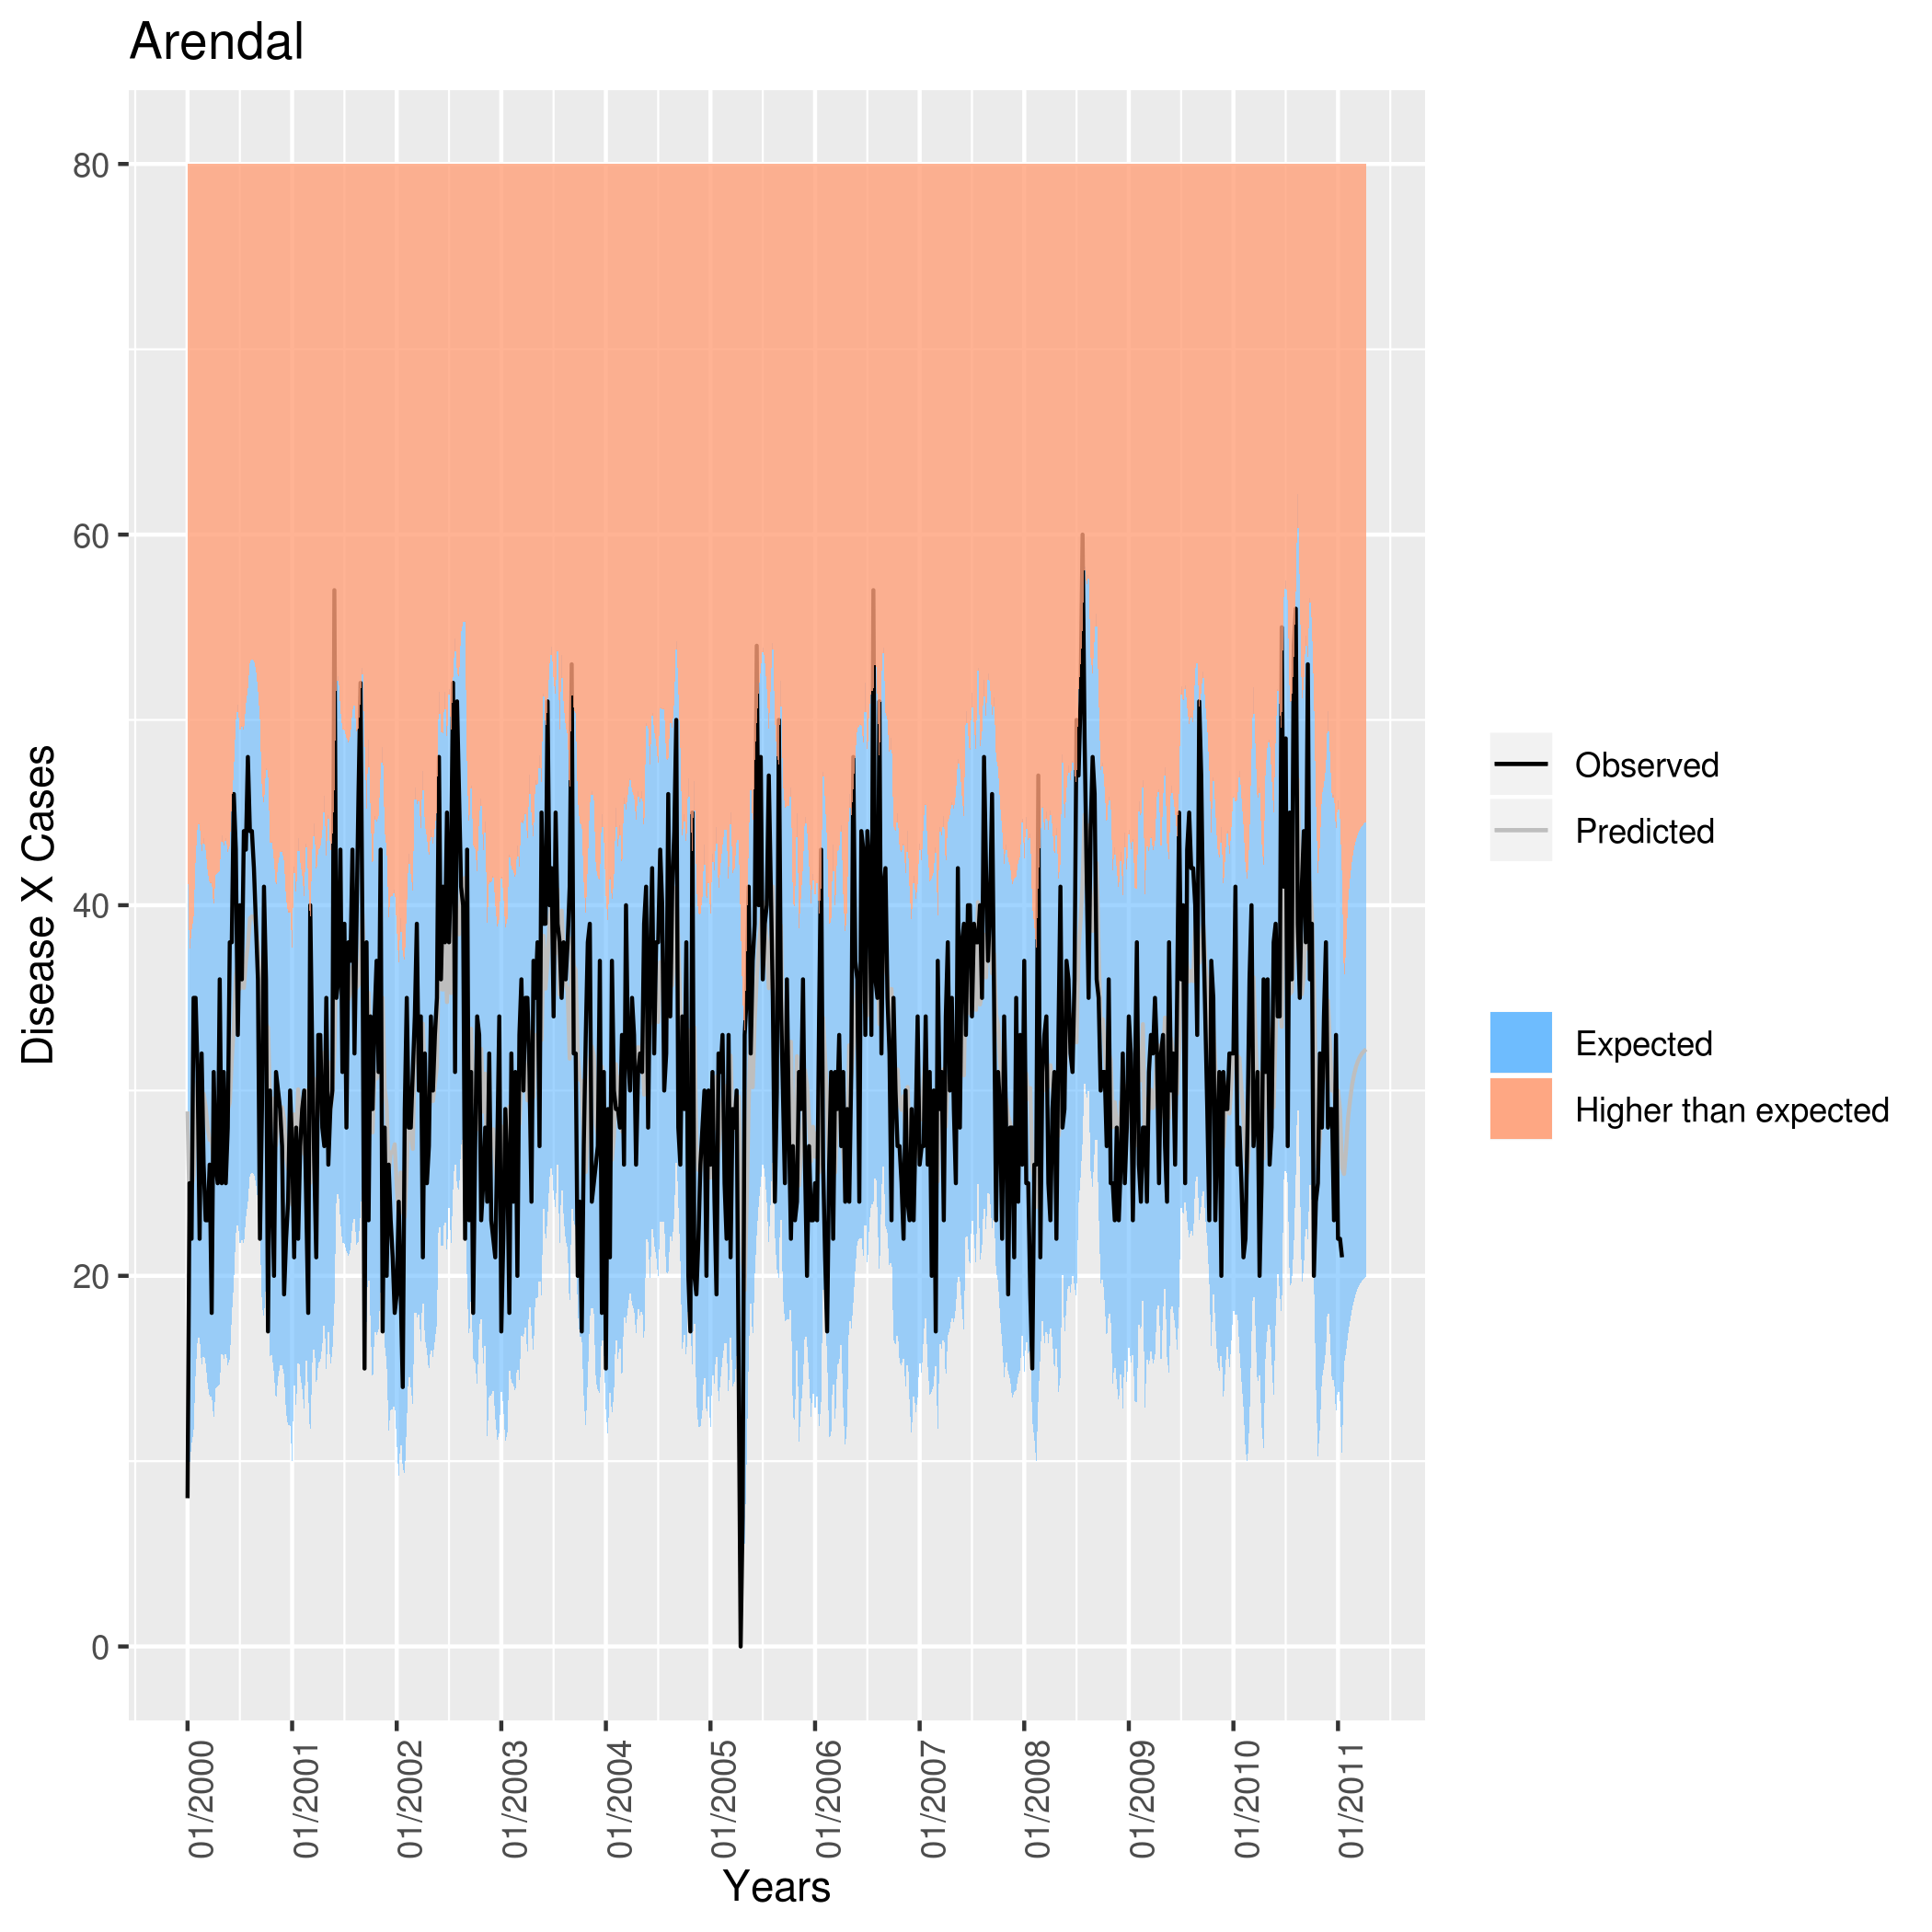 Arendal
Disease X Cases
80
60
40
20
0
01/2000
01/2001
01/2002
01/2003
01/2004
01/2005
01/2006
01/2007
01/2008
01/2009
01/2010
01/2011
Years
Observed
Predicted
Expected
Higher than expected